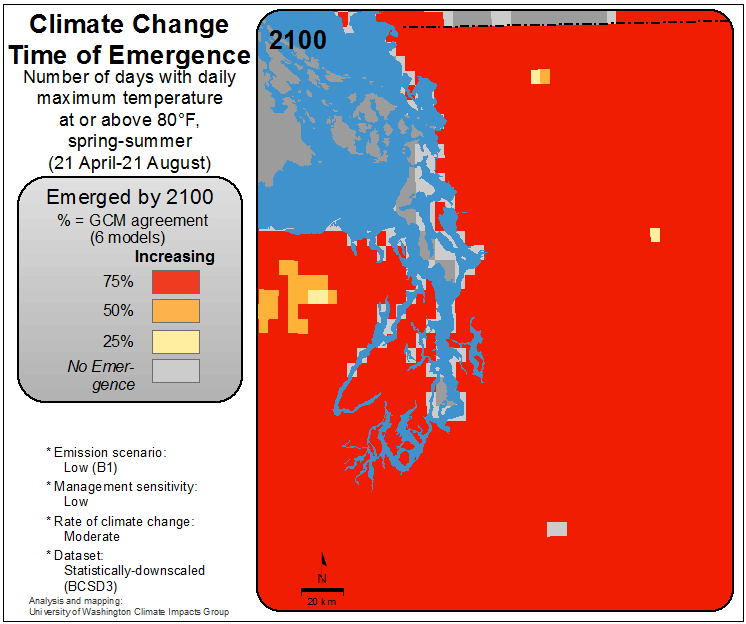 Climate Change
Time of Emergence
Number of days with daily
maximum temperature
at or above 80°F,
spring-summer
(21 April-21 August)
Emerged by 2100
% = GCM agreement
(6 models)
Increasing
75%
50%
25%
No Emer-
gence
* Emission scenario:
Low (B1)
* Management sensitivity:
Low
* Rate of climate change:
Moderate
* Dataset:
Statistically-downscaled
(BCSD3)
Analysis and mapping:
University of Washington Climate Impacts Group
2100
N
20 km